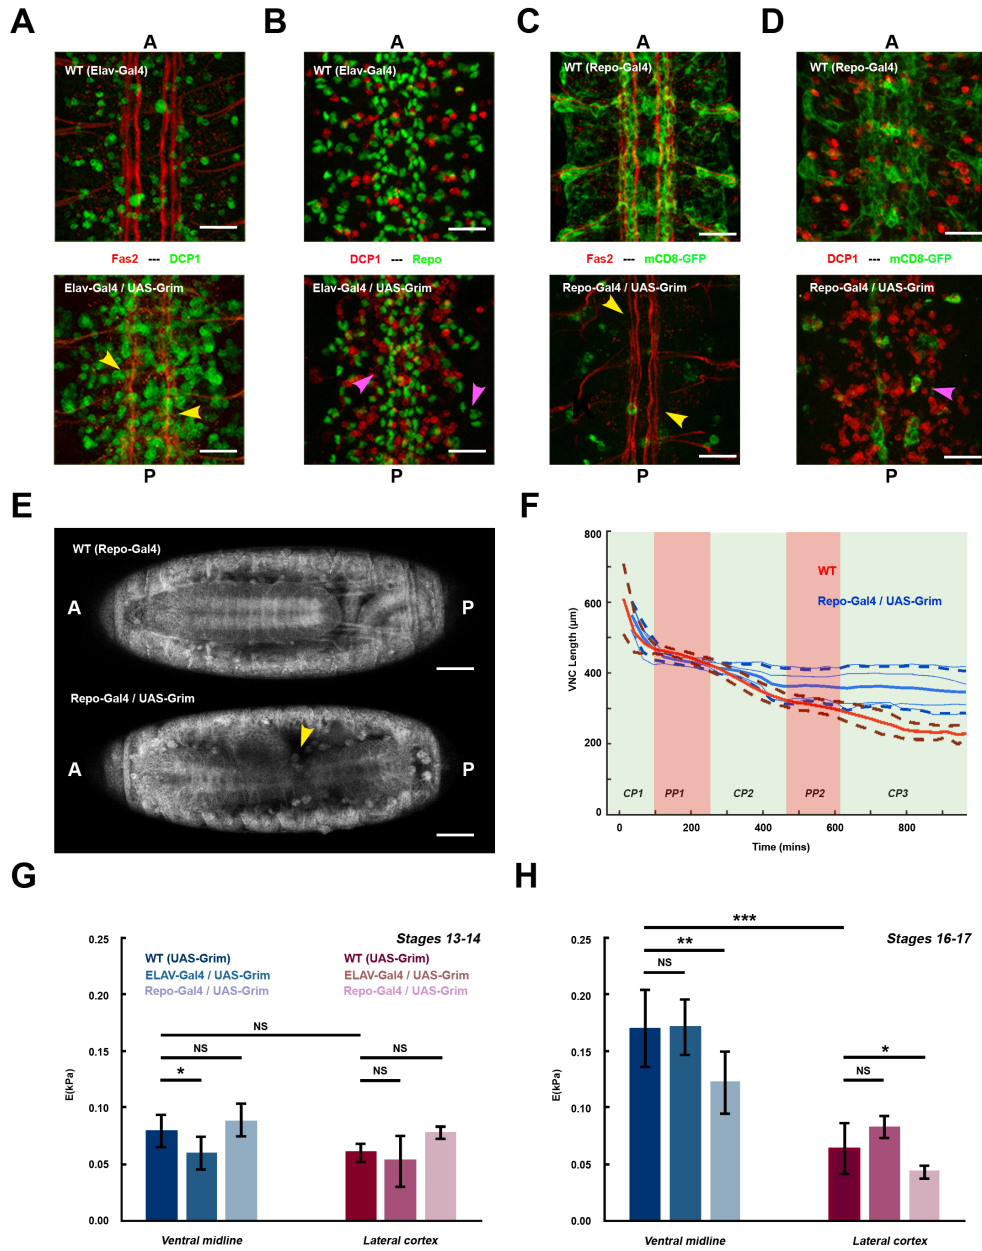 A
B
C
D
A
A
A
A
WT (Elav-Gal4)
WT (Elav-Gal4)
WT (Repo-Gal4)
WT (Repo-Gal4)
Fas2 --- DCP1
DCP1 --- Repo
Fas2 --- mCD8-GFP
DCP1 --- mCD8-GFP
Elav-Gal4 / UAS-Grim
Elav-Gal4 / UAS-Grim
Repo-Gal4 / UAS-Grim
Repo-Gal4 / UAS-Grim
P
P
P
P
E
WT (Repo-Gal4)
A
P
Repo-Gal4 / UAS-Grim
A
P
F
800
600
400
200
0
VNC Length (μm)
WT
Repo-Gal4 / UAS-Grim
CP1
PP1
CP2
PP2
CP3
0
200
400
600
800
Time (mins)
G
Stages 13-14
0.25
0.20
0.15
0.10
0.05
0.00
E(kPa)
WT (UAS-Grim)
ELAV-Gal4 / UAS-Grim
Repo-Gal4 / UAS-Grim
WT (UAS-Grim)
ELAV-Gal4 / UAS-Grim
Repo-Gal4 / UAS-Grim
NS
NS
*
NS
NS
Ventral midline
Lateral cortex
H
Stages 16-17
0.25
0.20
0.15
0.10
0.05
0.00
E(kPa)
***
**
NS
*
NS
Ventral midline
Lateral cortex